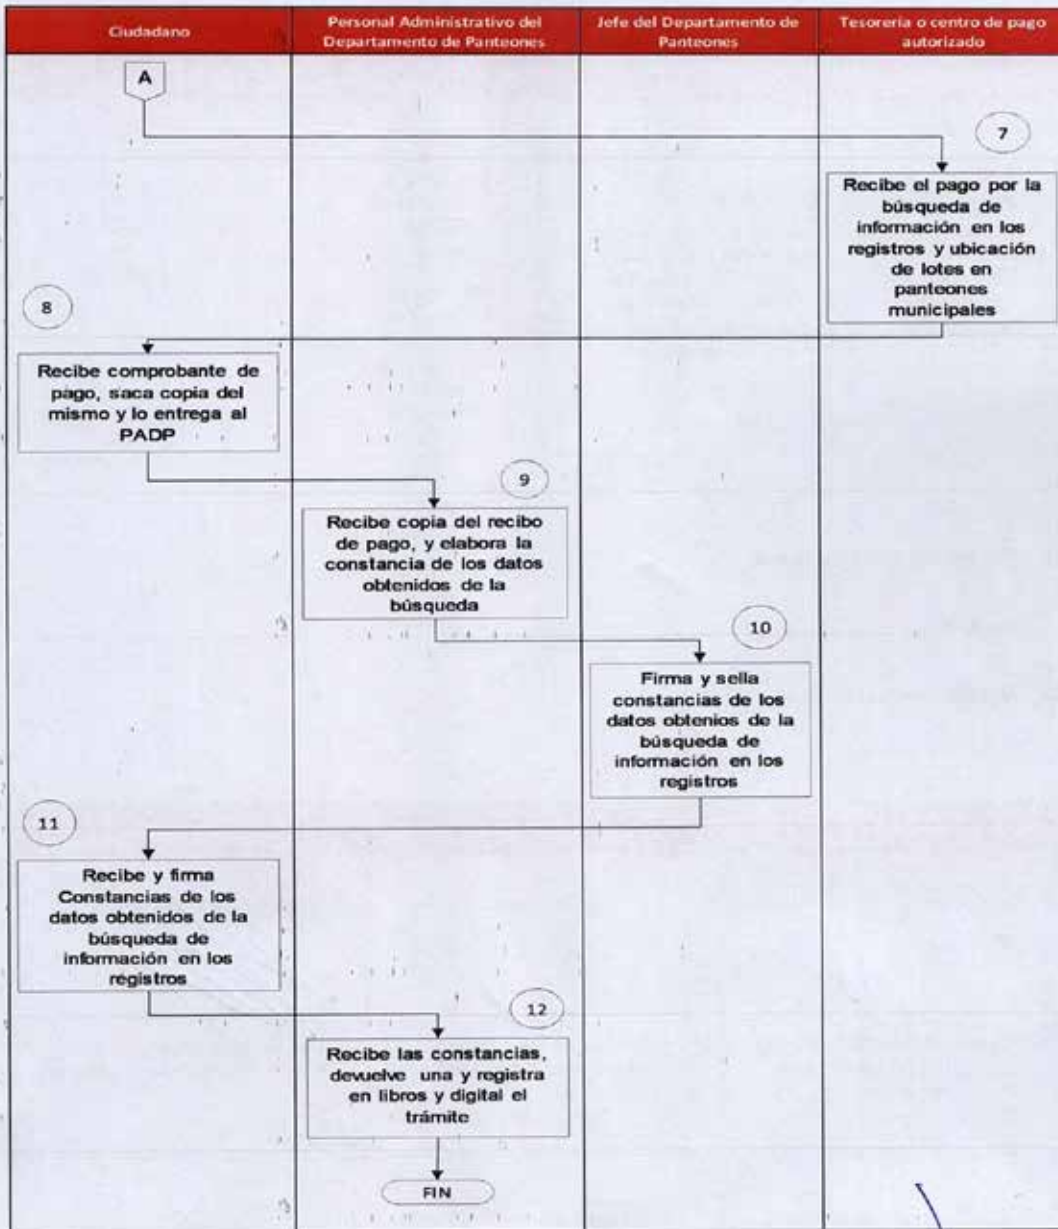 Ciudadano
Personal Administrativo del
Departamento de Panteones
Jefe del Departamento de
Panteones
Tesoreria o centro de pago
autorizado
A
7
Recibe el pago por la
búsqueda de
información en los
registros y ubicación
de lotes en
panteones
municipales
8
Recibe comprobante de
pago, saca copia del
mismo y lo entrega al
PADP
9
Recibe copia del recibo
de pago, y elabora la
constancia de los datos
obtenidos de la
búsqueda
10
Firma y sella
constancias de los
datos obtenios de la
búsqueda de
información en los
registros
11
Recibe y firma
Constancias de los
datos obtenidos de la
búsqueda de
información en los
registros
12
Recibe las constancias,
devuelve una y registra
en libros y digital el
trámite
FIN